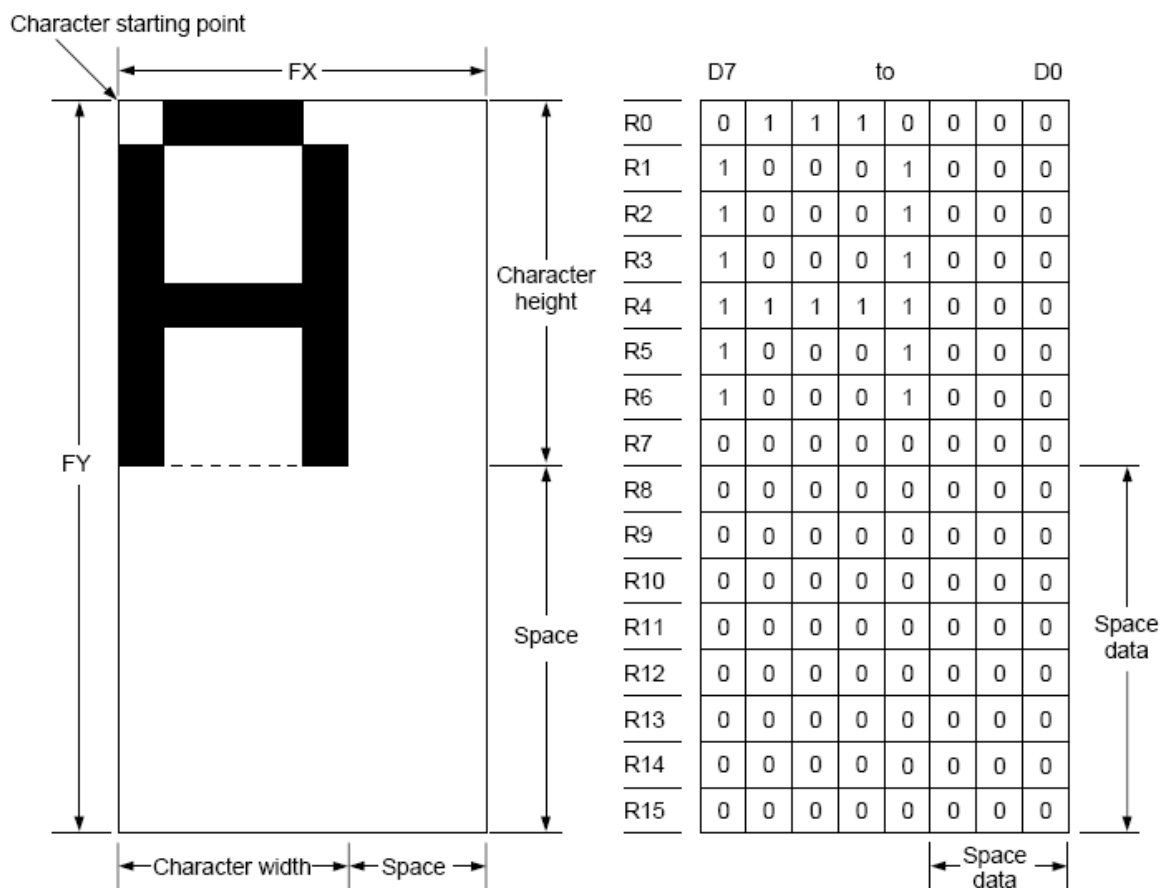 Character starting point
FX
D7 to D0
R0 0 1 1 1 0 0 0 0
R1 1 0 0 0 1 0 0 0
R2 1 0 0 0 1 0 0 0
R3 1 0 0 0 1 0 0 0
Character
height
R4 1 1 1 1 1 0 0 0
R5 1 0 0 0 1 0 0 0
R6 1 0 0 0 1 0 0 0
FY
R7 0 0 0 0 0 0 0 0
R8 0 0 0 0 0 0 0 0
R9 0 0 0 0 0 0 0 0
R10 0 0 0 0 0 0 0 0
Space
R11 0 0 0 0 0 0 0 0
Space
data
R12 0 0 0 0 0 0 0 0
R13 0 0 0 0 0 0 0 0
R14 0 0 0 0 0 0 0 0
R15 0 0 0 0 0 0 0 0
Character width Space
Space
data